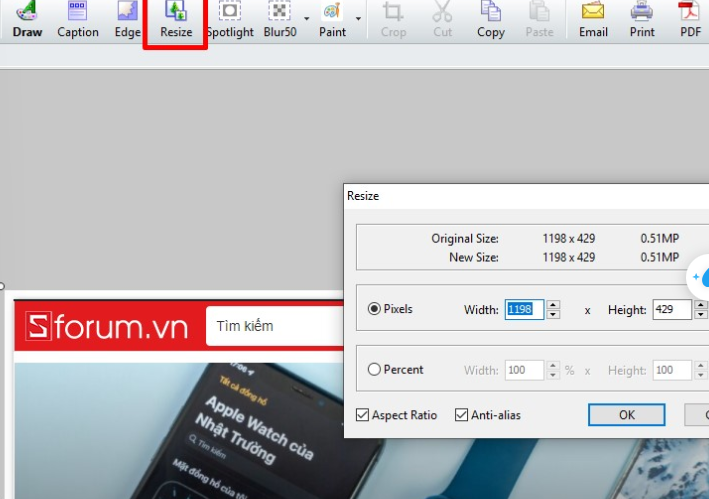 Draw Caption Edge Resize Spotlight Blur50 Paint Crop Cut Copy Paste Email Print PDF
Resize
Original Size: 1198 x 429 0.51MP
New Size: 1198 x 429 0.51MP
Pixels Width: 1198 x Height: 429
Percent Width: 100 % x Height: 100
Aspect Ratio Anti-alias OK
Sforum.vn Tìm kiếm
Tất cả đồng hồ
Apple Watch của
Nhật Trường
Tìm kiếm
Mặt đồng hồ của tôi